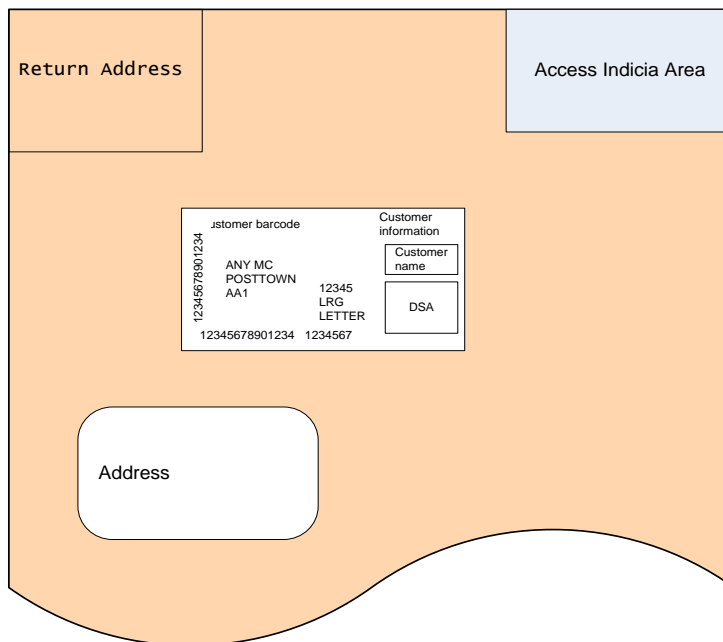 Return Address
Access Indicia Area
ustomer barcode
Customer
information
12345678901234
ANY MC
POSTTOWN
AA1
Customer
name
12345
LRG
LETTER
DSA
12345678901234 1234567
Address